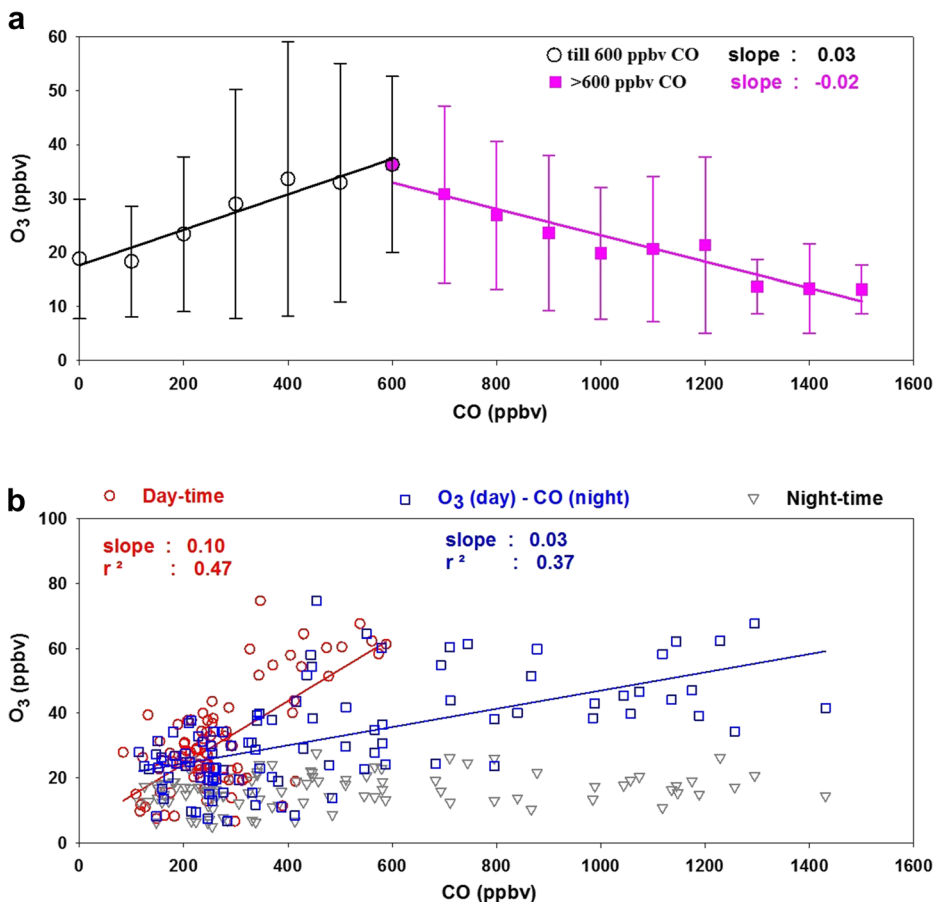 a
60
50
40
30
20
10
0
O₃ (ppbv)
till 600 ppbv CO slope : 0.03
>600 ppbv CO slope : -0.02
0 200 400 600 800 1000 1200 1400 1600
CO (ppbv)
b
Day-time O₃ (day) - CO (night) Night-time
100
80
60
40
20
0
O₃ (ppbv)
slope : 0.10
r ² : 0.47
slope : 0.03
r ² : 0.37
0 200 400 600 800 1000 1200 1400 1600
CO (ppbv)